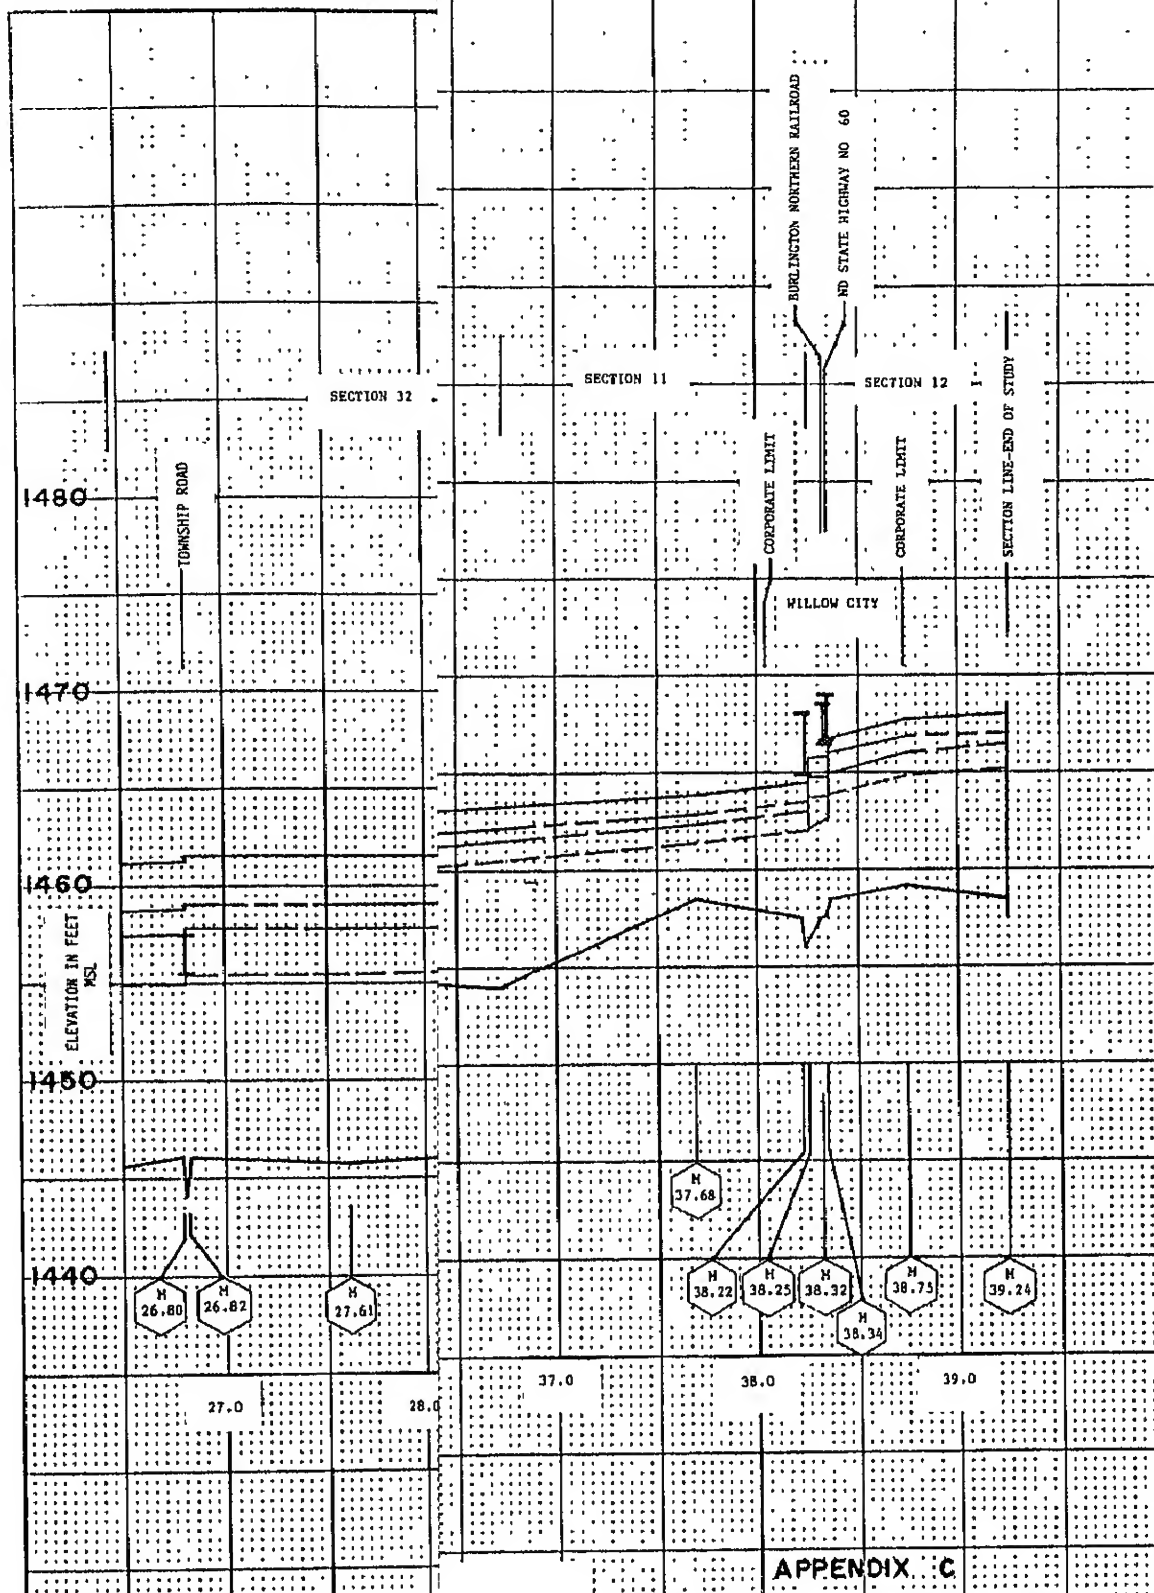 BURLINGTON NORTHERN RAILROAD
ND STATE HIGHWAY NO 60
SECTION 32
SECTION 11
SECTION 12
TOWNSHIP ROAD
CORPORATE LIMIT
CORPORATE LIMIT
SECTION LINE-END OF STUDY
WILLOW CITY
1480
1470
1460
1450
1440
ELEVATION IN FEET
MSL
M
26.80
M
26.82
M
27.61
M
37.68
M
38.22
M
38.25
M
38.32
M
38.34
M
38.75
M
39.24
27.0
28.0
37.0
38.0
39.0
APPENDIX C